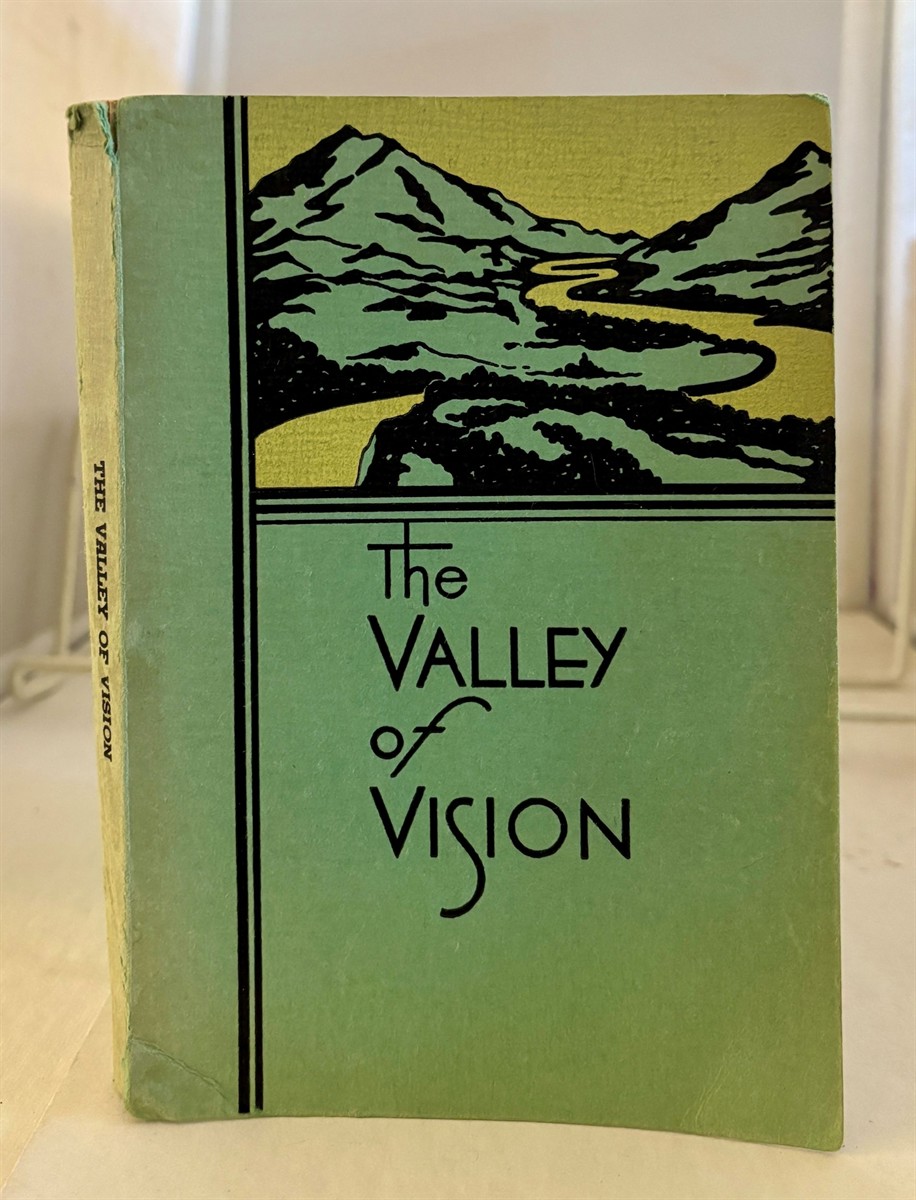 THE VALLEY OF VISION
The
VALLEY
of
VISION